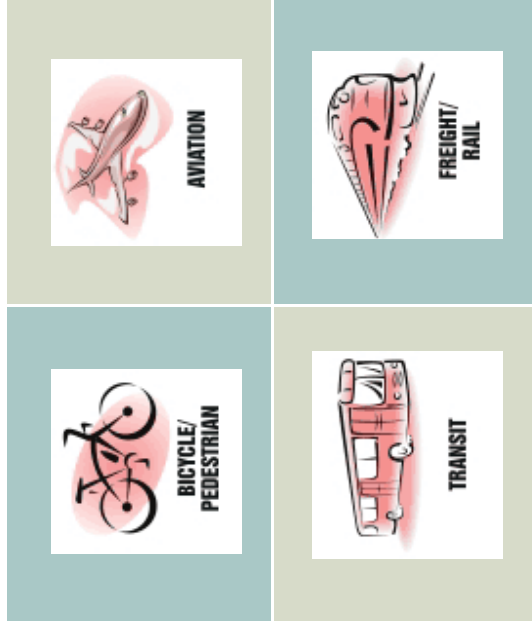 BICYCLE/
PEDESTRIAN
AVIATION
TRANSIT
FREIGHT/
RAIL